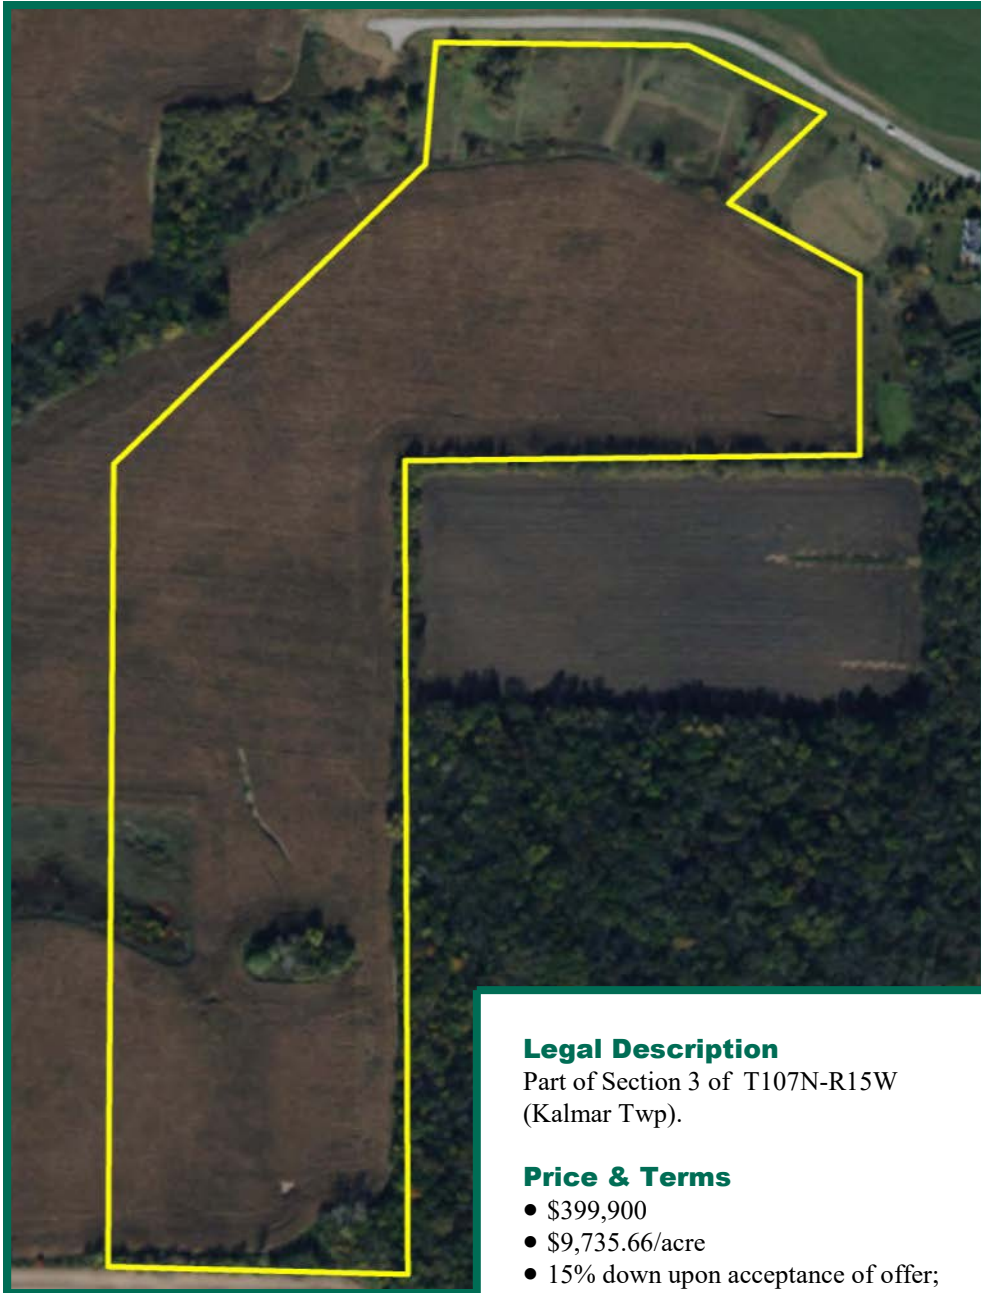 Legal Description
Part of Section 3 of T107N-R15W
(Kalmar Twp).
Price & Terms
• $399,900
• $9,735.66/acre
• 15% down upon acceptance of offer;